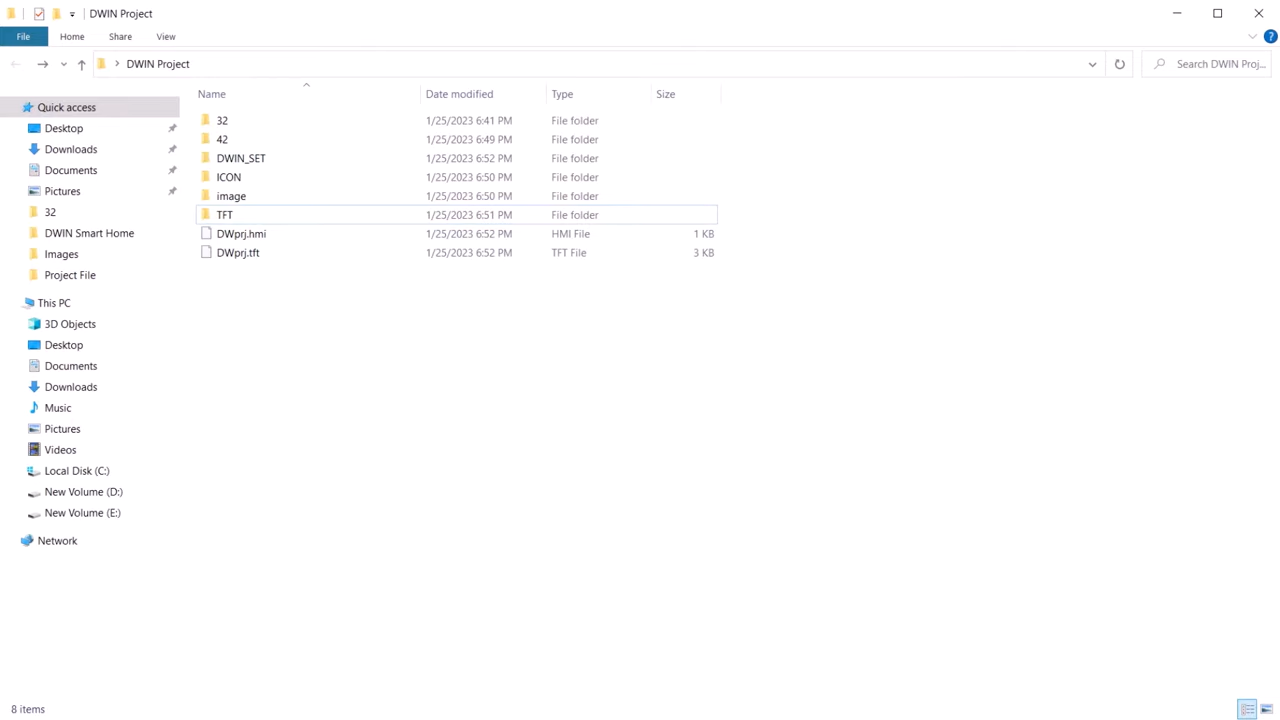 DWIN Project
File Home Share View
DWIN Project
Search DWIN Proj...
Quick access
Desktop
Downloads
Documents
Pictures
32
DWIN Smart Home
Images
Project File
This PC
3D Objects
Desktop
Documents
Downloads
Music
Pictures
Videos
Local Disk (C:)
New Volume (D:)
New Volume (E:)
Network
Name Date modified Type Size
32 1/25/2023 6:41 PM File folder
42 1/25/2023 6:49 PM File folder
DWIN_SET 1/25/2023 6:52 PM File folder
ICON 1/25/2023 6:50 PM File folder
image 1/25/2023 6:50 PM File folder
TFT 1/25/2023 6:51 PM File folder
DWprj.hmi 1/25/2023 6:52 PM HMI File 1 KB
DWprj.tft 1/25/2023 6:52 PM TFT File 3 KB
8 items